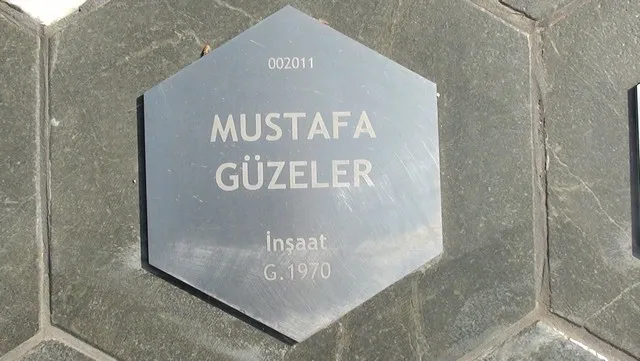 002011
MUSTAFA
GÜZELER
İnşaat
G.1970